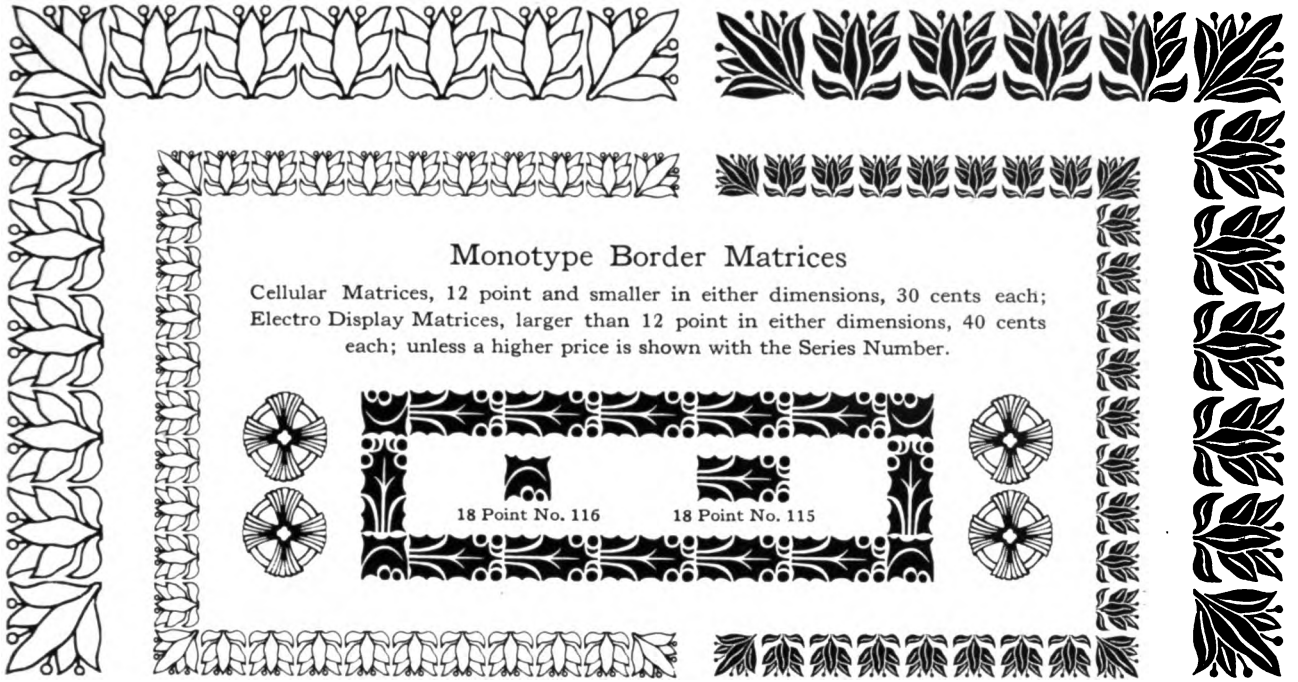 Monotype Border Matrices
Cellular Matrices, 12 point and smaller in either dimensions, 30 cents each;
Electro Display Matrices, larger than 12 point in either dimensions, 40 cents
each; unless a higher price is shown with the Series Number.
18 Point No. 116
18 Point No. 115